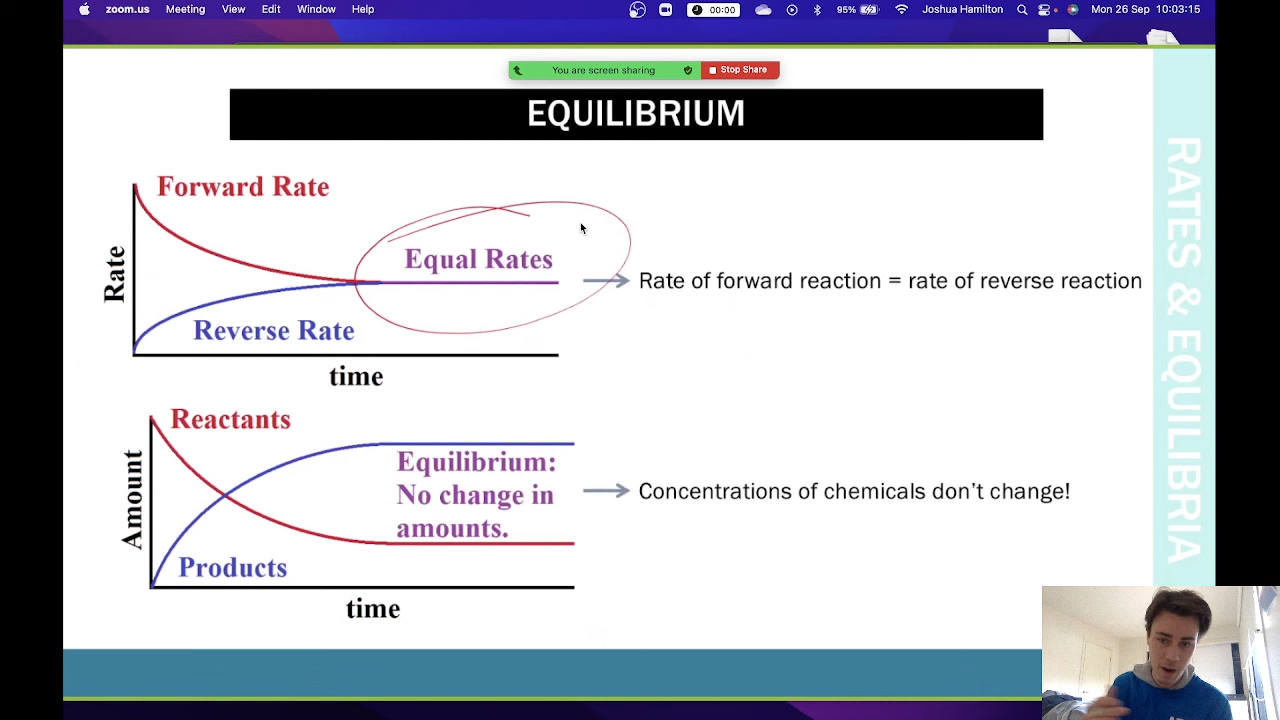 zoom.us Meeting View Edit Window Help 00:00 95% Joshua Hamilton Mon 26 Sep 10:03:15
You are screen sharing Stop Share
EQUILIBRIUM
Forward Rate
Equal Rates
Rate of forward reaction = rate of reverse reaction
Reverse Rate
Rate
time
Reactants
Equilibrium:
No change in
amounts.
Concentrations of chemicals don’t change!
Products
Amount
time
RATES & EQUILIBRIA